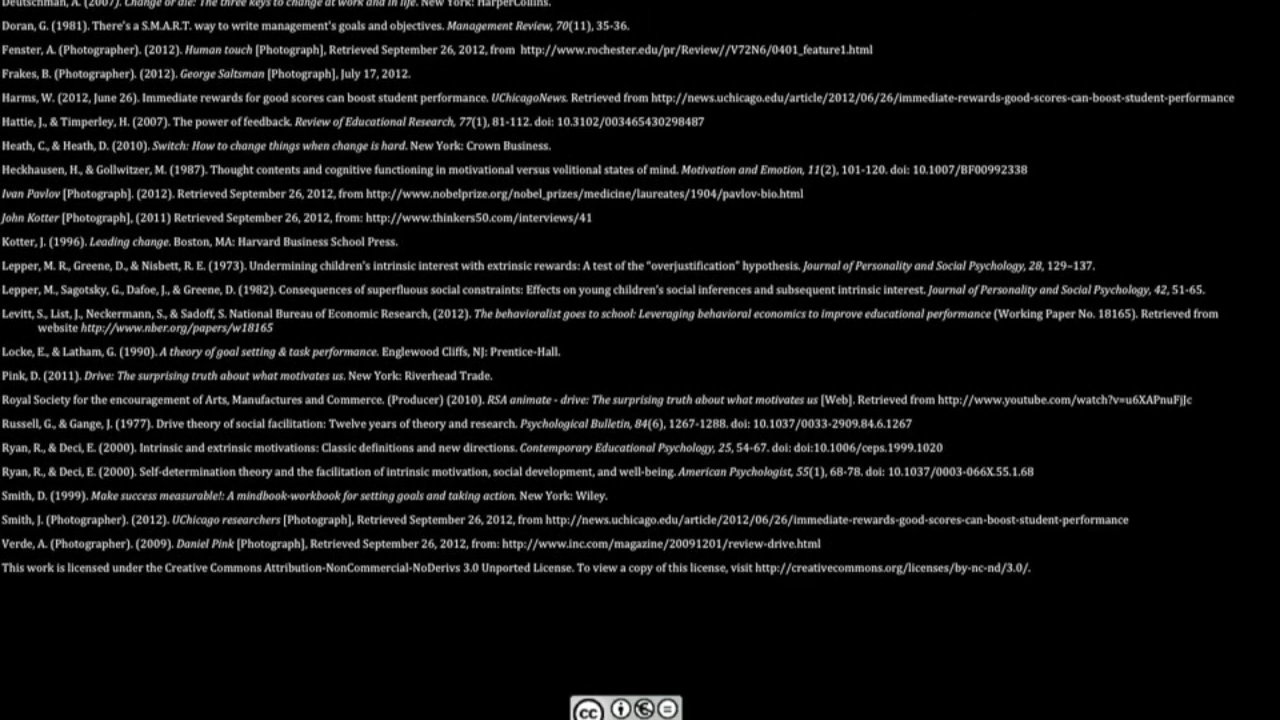 Deutschman, A. (2007). Change or die: The three keys to change at work and in life. New York: HarperCollins.
Doran, G. (1981). There's a S.M.A.R.T. way to write management's goals and objectives. Management Review, 70(11), 35-36.
Fenster, A. (Photographer). (2012). Human touch [Photograph], Retrieved September 26, 2012, from http://www.rochester.edu/pr/Review//V72N6/0401_feature1.html
Frakes, B. (Photographer). (2012). George Saltsman [Photograph], July 17, 2012.
Harms, W. (2012, June 26). Immediate rewards for good scores can boost student performance. UChicagoNews. Retrieved from http://news.uchicago.edu/article/2012/06/26/immediate-rewards-good-scores-can-boost-student-performance
Hattie, J., & Timperley, H. (2007). The power of feedback. Review of Educational Research, 77(1), 81-112. doi: 10.3102/003465430298487
Heath, C., & Heath, D. (2010). Switch: How to change things when change is hard. New York: Crown Business.
Heckhausen, H., & Gollwitzer, M. (1987). Thought contents and cognitive functioning in motivational versus volitional states of mind. Motivation and Emotion, 11(2), 101-120. doi: 10.1007/BF00992338
Ivan Pavlov [Photograph]. (2012). Retrieved September 26, 2012, from http://www.nobelprize.org/nobel_prizes/medicine/laureates/1904/pavlov-bio.html
John Kotter [Photograph], (2011) Retrieved September 26, 2012, from: http://www.thinkers50.com/interviews/41
Kotter, J. (1996). Leading change. Boston, MA: Harvard Business School Press.
Lepper, M. R., Greene, D., & Nisbett, R. E. (1973). Undermining children's intrinsic interest with extrinsic rewards: A test of the “overjustification” hypothesis. Journal of Personality and Social Psychology, 28, 129–137.
Lepper, M., Sagotsky, G., Dafoe, J., & Greene, D. (1982). Consequences of superfluous social constraints: Effects on young children's social inferences and subsequent intrinsic interest. Journal of Personality and Social Psychology, 42, 51-65.
Levitt, S., List, J., Neckermann, S., & Sadoff, S. National Bureau of Economic Research, (2012). The behavioralist goes to school: Leveraging behavioral economics to improve educational performance (Working Paper No. 18165). Retrieved from
website http://www.nber.org/papers/w18165
Locke, E., & Latham, G. (1990). A theory of goal setting & task performance. Englewood Cliffs, NJ: Prentice-Hall.
Pink, D. (2011). Drive: The surprising truth about what motivates us. New York: Riverhead Trade.
Royal Society for the encouragement of Arts, Manufactures and Commerce. (Producer) (2010). RSA animate - drive: The surprising truth about what motivates us [Web]. Retrieved from http://www.youtube.com/watch?v=u6XAPnuFjJc
Russell, G., & Gange, J. (1977). Drive theory of social facilitation: Twelve years of theory and research. Psychological Bulletin, 84(6), 1267-1288. doi: 10.1037/0033-2909.84.6.1267
Ryan, R., & Deci, E. (2000). Intrinsic and extrinsic motivations: Classic definitions and new directions. Contemporary Educational Psychology, 25, 54-67. doi: doi:10.1006/ceps.1999.1020
Ryan, R., & Deci, E. (2000). Self-determination theory and the facilitation of intrinsic motivation, social development, and well-being. American Psychologist, 55(1), 68-78. doi: 10.1037/0003-066X.55.1.68
Smith, D. (1999). Make success measurable!: A mindbook-workbook for setting goals and taking action. New York: Wiley.
Smith, J. (Photographer). (2012). UChicago researchers [Photograph], Retrieved September 26, 2012, from http://news.uchicago.edu/article/2012/06/26/immediate-rewards-good-scores-can-boost-student-performance
Verde, A. (Photographer). (2009). Daniel Pink [Photograph], Retrieved September 26, 2012, from: http://www.inc.com/magazine/20091201/review-drive.html
This work is licensed under the Creative Commons Attribution-NonCommercial-NoDerivs 3.0 Unported License. To view a copy of this license, visit http://creativecommons.org/licenses/by-nc-nd/3.0/.
cc